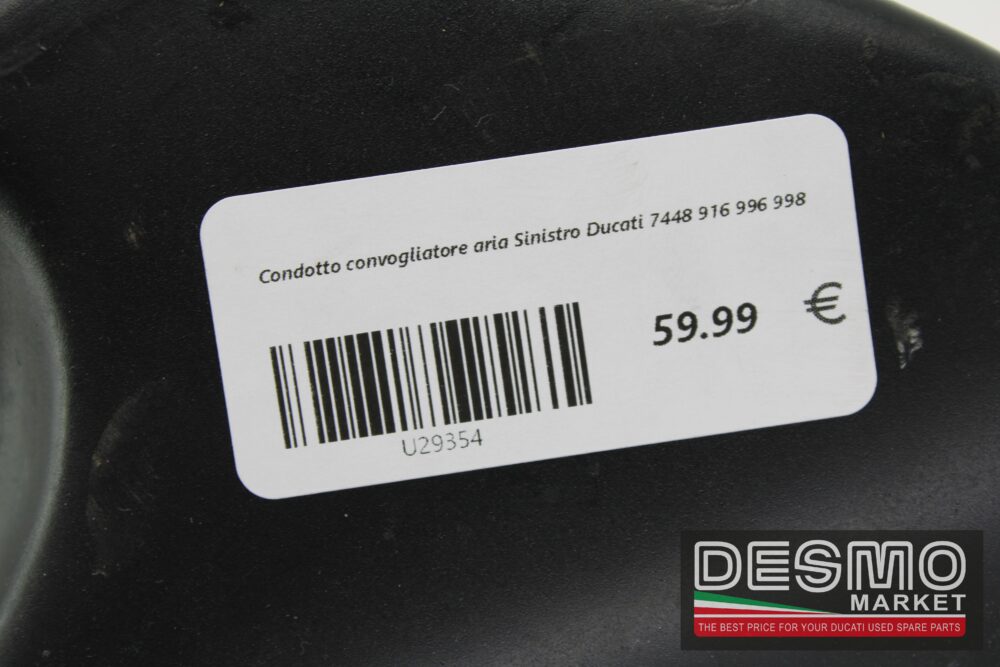 Condotto convogliatore aria Sinistro Ducati 7448 916 996 998
59.99 €
U29354
DESMO
MARKET
THE BEST PRICE FOR YOUR DUCATI USED SPARE PARTS